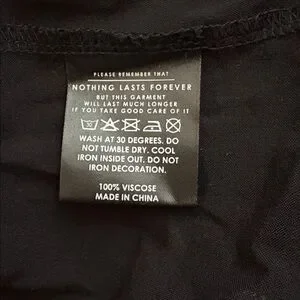 PLEASE REMEMBER THAT
NOTHING LASTS FOREVER
BUT THIS GARMENT
WILL LAST MUCH LONGER
IF YOU TAKE GOOD CARE OF IT
30
WASH AT 30 DEGREES. DO
NOT TUMBLE DRY. COOL
IRON INSIDE OUT. DO NOT
IRON DECORATION.
100% VISCOSE
MADE IN CHINA